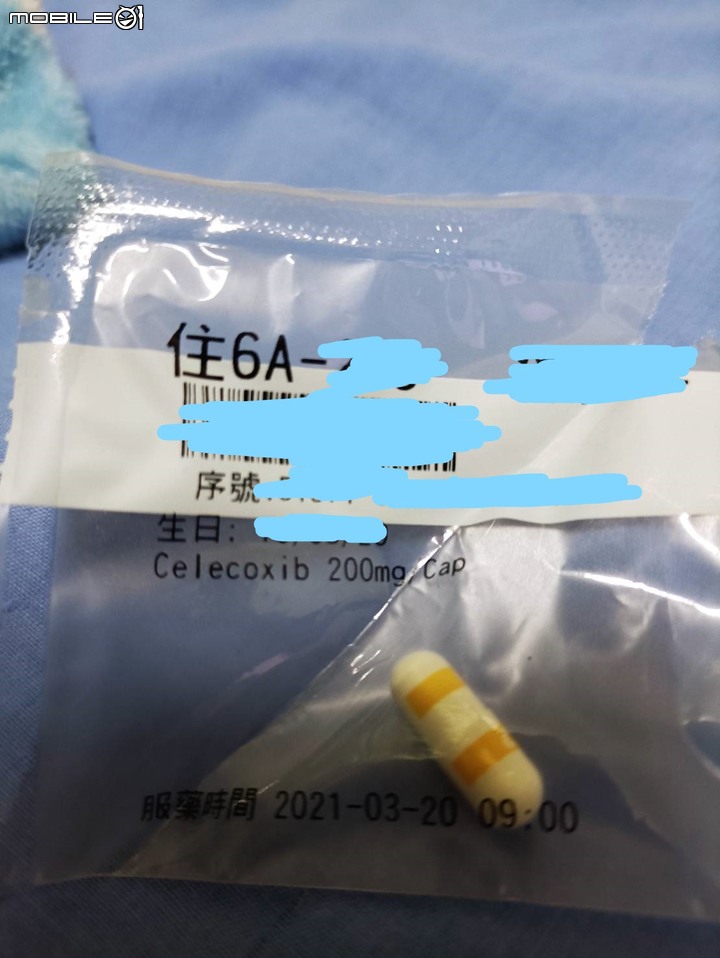 MOBILE01
住6A-
序號:
生日:
Celecoxib 200mg/Cap
服藥時間 2021-03-20 09:00